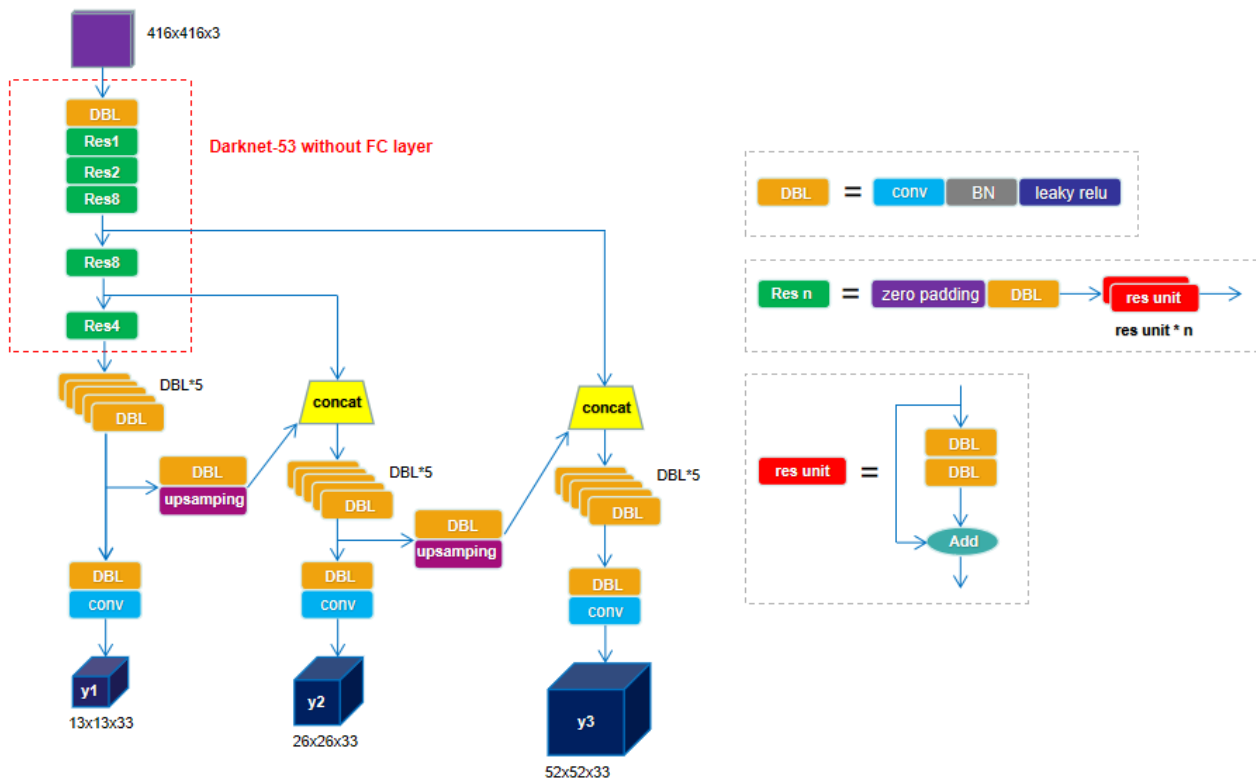 416x416x3
DBL
Res1
Res2
Res8
Darknet-53 without FC layer
Res8
Res4
DBL*5
DBL
concat
concat
DBL
upsamping
DBL*5
DBL
DBL
upsamping
DBL*5
DBL
DBL
conv
DBL
conv
DBL
conv
y1
13x13x33
y2
26x26x33
y3
52x52x33
DBL = conv BN leaky relu
Res n = zero padding DBL res unit
res unit * n
res unit =
DBL
DBL
Add